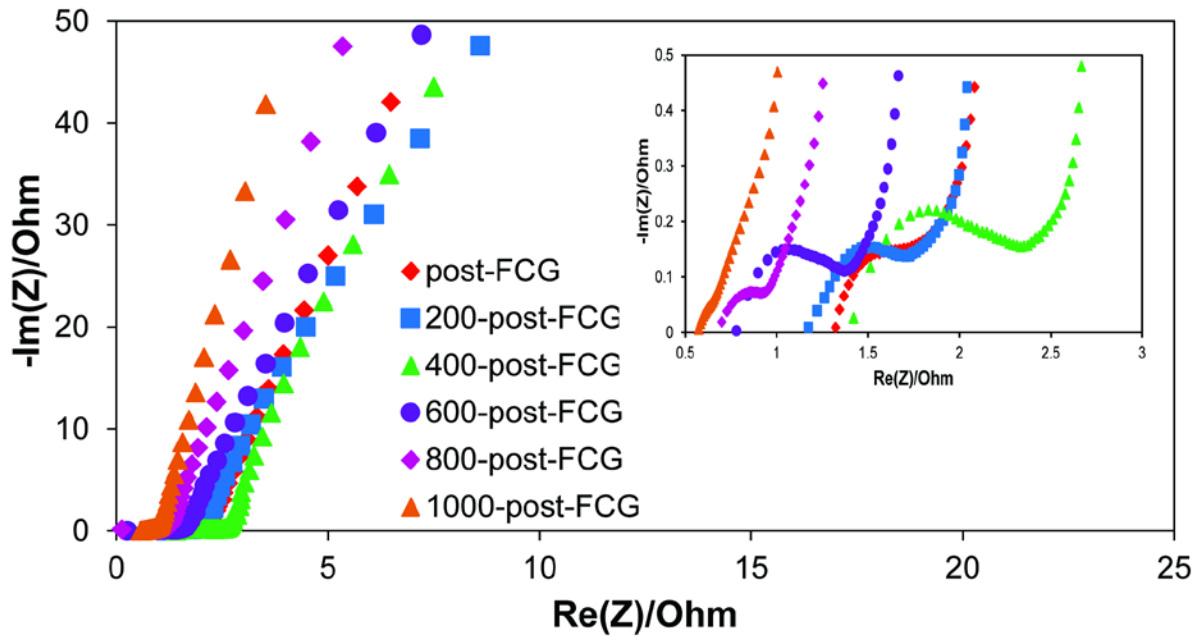 50
40
30
20
10
0
-Im(Z)/Ohm
0 5 10 15 20 25
Re(Z)/Ohm
post-FCG
200-post-FCG
400-post-FCG
600-post-FCG
800-post-FCG
1000-post-FCG
0.5
0.4
0.3
0.2
0.1
0
-Im(Z)/Ohm
0.5 1 1.5 2 2.5 3
Re(Z)/Ohm